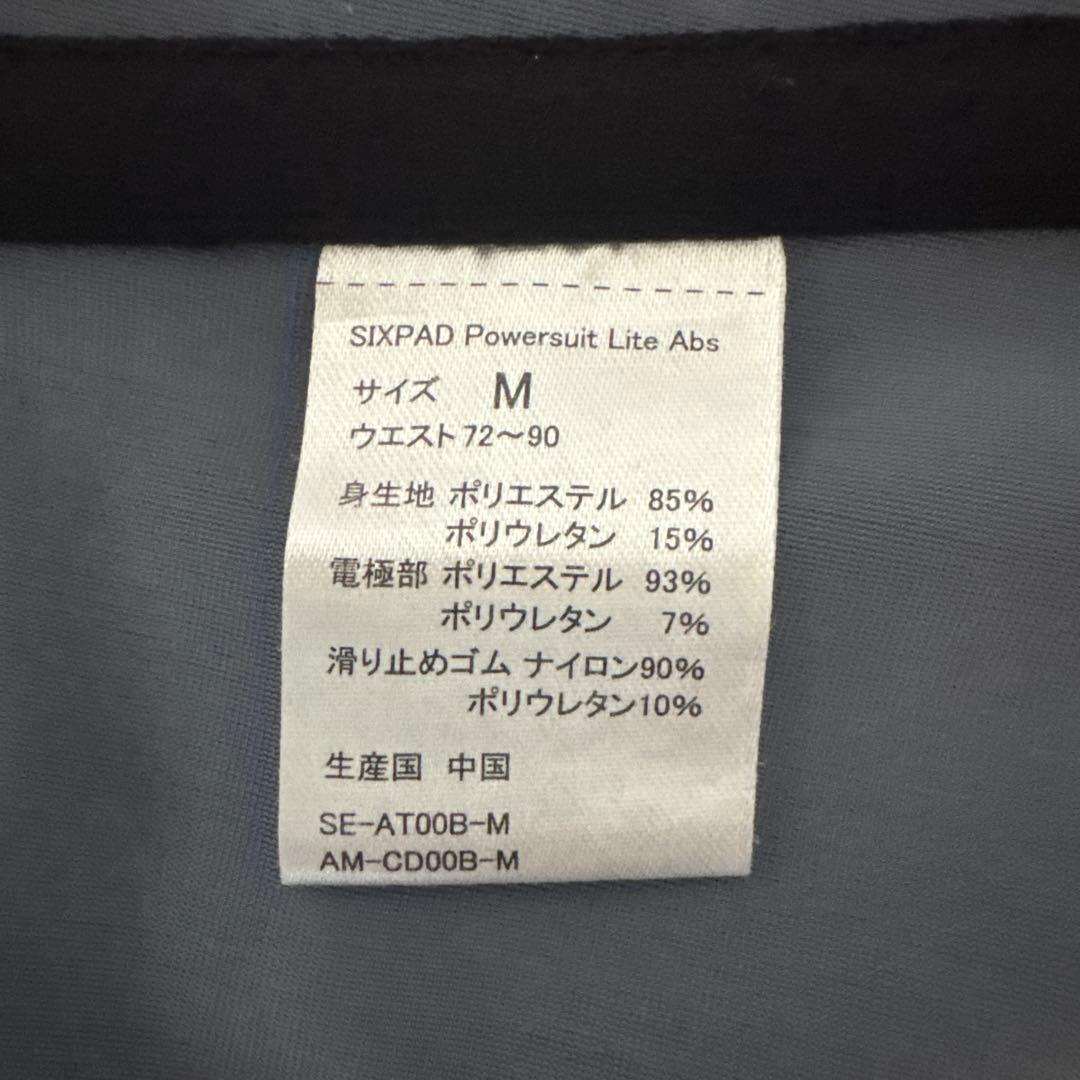 SIXPAD Powersuit Lite Abs
サイズ M
ウエスト72～90
身生地 ポリエステル 85%
ポリウレタン 15%
電極部 ポリエステル 93%
ポリウレタン 7%
滑り止めゴム ナイロン90%
ポリウレタン10%
生産国 中国
SE-AT00B-M
AM-CD00B-M